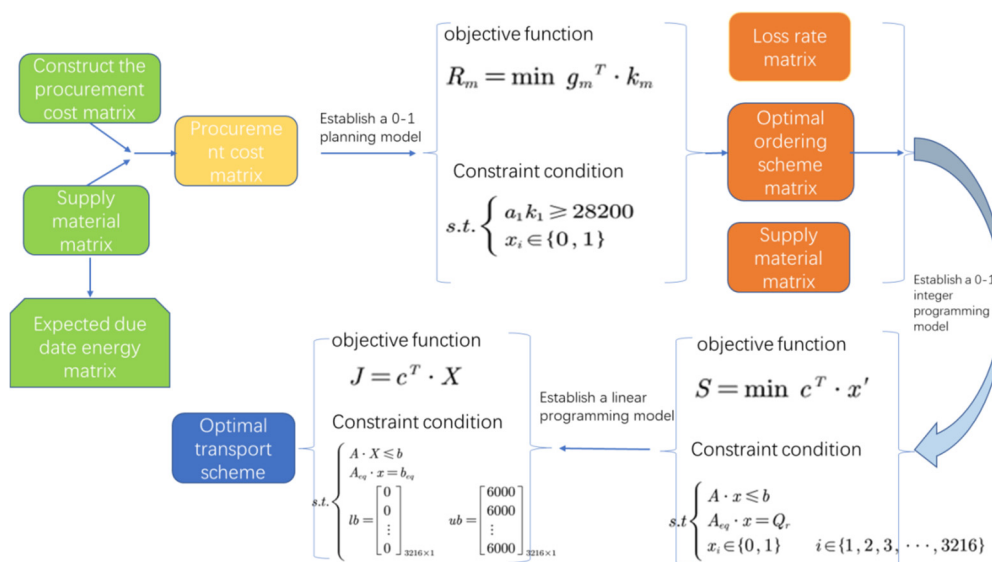 Construct the
procurement
cost matrix
Supply
material
matrix
Expected due
date energy
matrix
Procureme
nt cost
matrix
Establish a 0-1
planning model
objective function
R_m = min g_m^T · k_m
Constraint condition
s.t. { a_1 k_1 ⩾ 28200
x_i ∈ {0, 1}
Loss rate
matrix
Optimal
ordering
scheme
matrix
Supply
material
matrix
Establish a 0-1
integer
programming
model
objective function
S = min c^T · x′
Constraint condition
s.t { A · x ⩽ b
A_eq · x = Q_r
x_i ∈ {0, 1} i ∈ {1, 2, 3, ···, 3216}
Establish a linear
programming model
objective function
J = c^T · X
Constraint condition
s.t. { A · X ⩽ b
A_eq · x = b_eq
lb = [0 0 ⋮ 0]_3216×1 ub = [6000 6000 ⋮ 6000]_3216×1
Optimal
transport
scheme